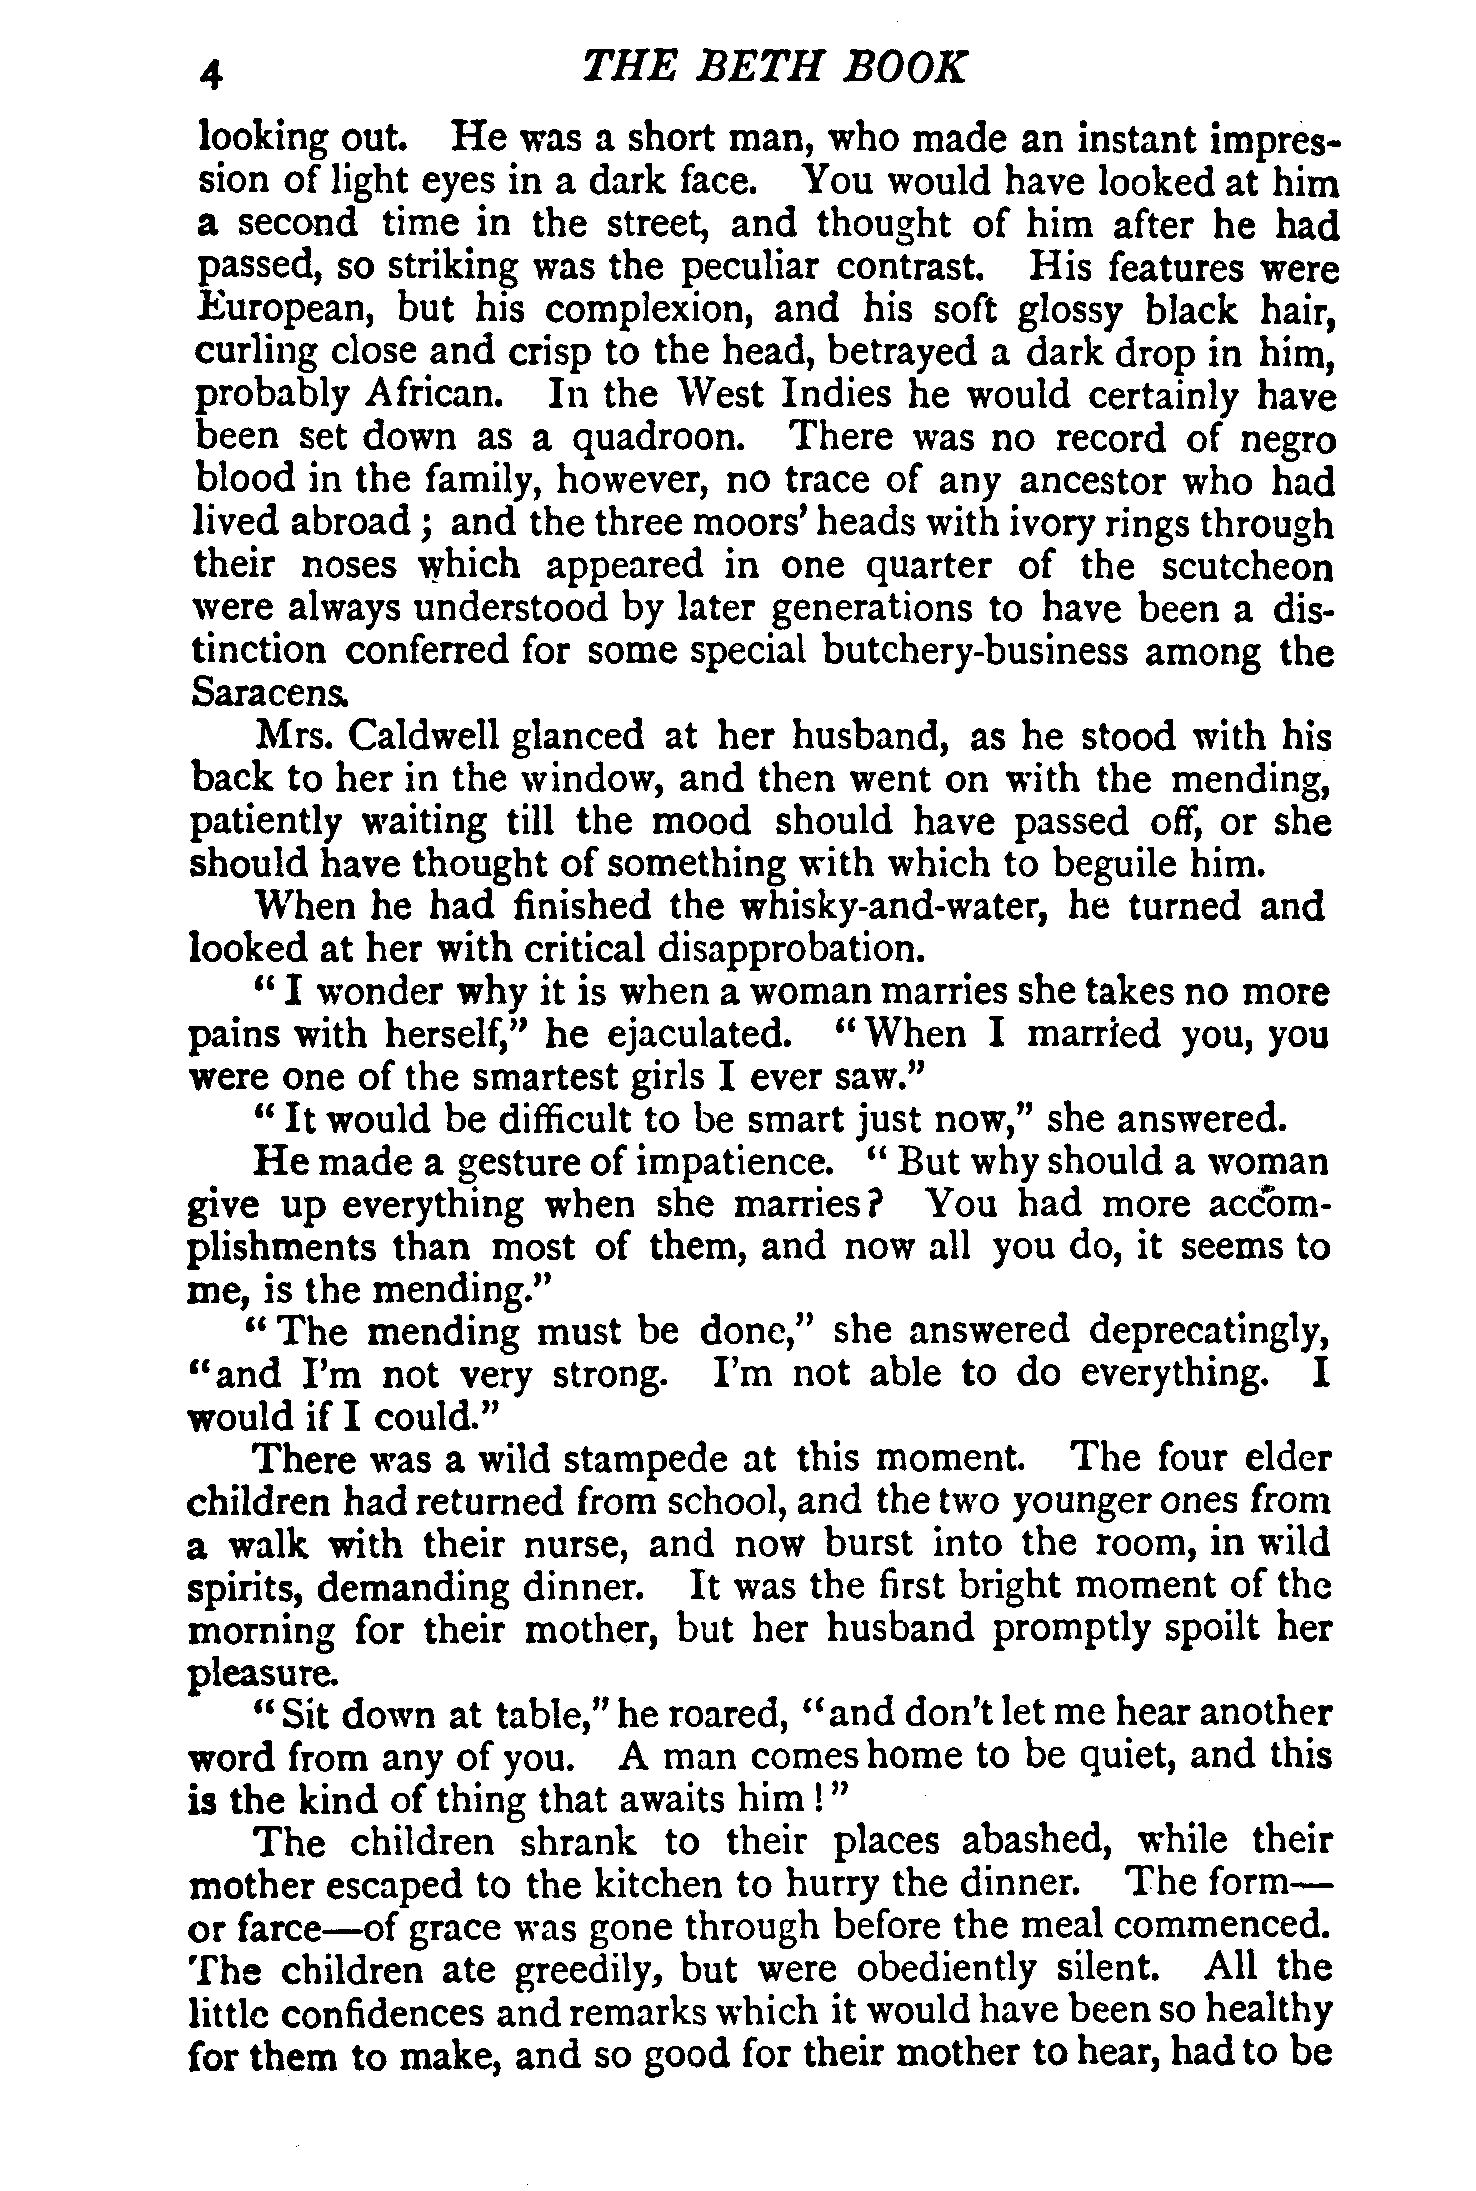 4 THE BETH BOOK
looking out. He was a short man, who made an instant impres-
sion of light eyes in a dark face. You would have looked at him
a second time in the street, and thought of him after he had
passed, so striking was the peculiar contrast. His features were
European, but his complexion, and his soft glossy black hair,
curling close and crisp to the head, betrayed a dark drop in him,
probably African. In the West Indies he would certainly have
been set down as a quadroon. There was no record of negro
blood in the family, however, no trace of any ancestor who had
lived abroad ; and the three moors' heads with ivory rings through
their noses which appeared in one quarter of the scutcheon
were always understood by later generations to have been a dis-
tinction conferred for some special butchery-business among the
Saracens.
Mrs. Caldwell glanced at her husband, as he stood with his
back to her in the window, and then went on with the mending,
patiently waiting till the mood should have passed off, or she
should have thought of something with which to beguile him.
When he had finished the whisky-and-water, he turned and
looked at her with critical disapprobation.
"I wonder why it is when a woman marries she takes no more
pains with herself," he ejaculated. "When I married you, you
were one of the smartest girls I ever saw."
"It would be difficult to be smart just now," she answered.
He made a gesture of impatience. "But why should a woman
give up everything when she marries? You had more accom-
plishments than most of them, and now all you do, it seems to
me, is the mending."
"The mending must be done," she answered deprecatingly,
"and I'm not very strong. I'm not able to do everything. I
would if I could."
There was a wild stampede at this moment. The four elder
children had returned from school, and the two younger ones from
a walk with their nurse, and now burst into the room, in wild
spirits, demanding dinner. It was the first bright moment of the
morning for their mother, but her husband promptly spoilt her
pleasure.
"Sit down at table," he roared, "and don't let me hear another
word from any of you. A man comes home to be quiet, and this
is the kind of thing that awaits him!"
The children shrank to their places abashed, while their
mother escaped to the kitchen to hurry the dinner. The form—
or farce—of grace was gone through before the meal commenced.
The children ate greedily, but were obediently silent. All the
little confidences and remarks which it would have been so healthy
for them to make, and so good for their mother to hear, had to be